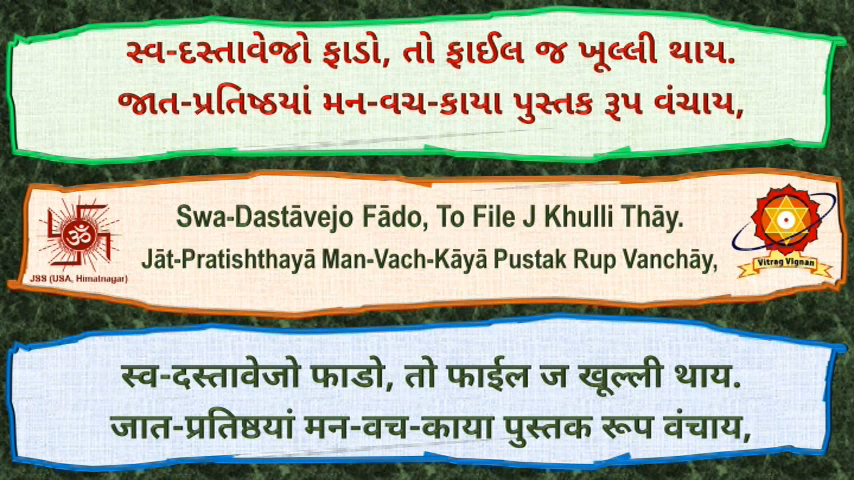 સ્વ-દસ્તાવેજો ફાડો, તો ફાઈલ જ ખૂલ્લી થાય.
જાત-પ્રતિષ્ઠયાં મન-વચ-કાયા પુસ્તક રૂપ વંચાય,
Swa-Dastāvejo Fādo, To File J Khulli Thāy.
Jāt-Pratishthayā Man-Vach-Kāyā Pustak Rup Vanchāy,
ॐ
JSS (USA, Himatnagar)
Vitrag Vignan
स्व-दस्तावेजो फाडो, तो फाईल ज खूल्ली थाय.
जात-प्रतिष्ठयां मन-वच-काया पुस्तक रूप वंचाय,